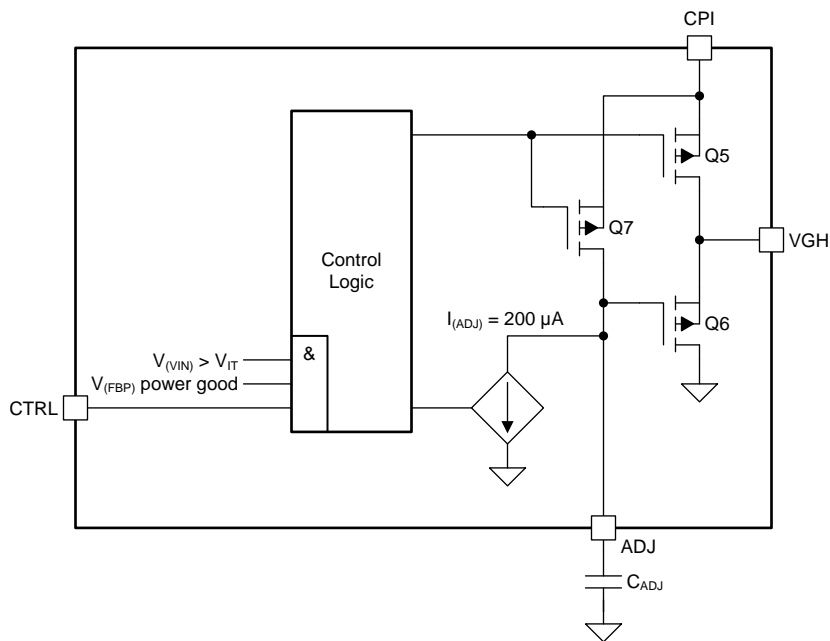 CPI
Q5
Q7
VGH
Control
Logic
I(ADJ) = 200 µA
Q6
&
V(VIN) > VIT
V(FBP) power good
CTRL
ADJ
CADJ